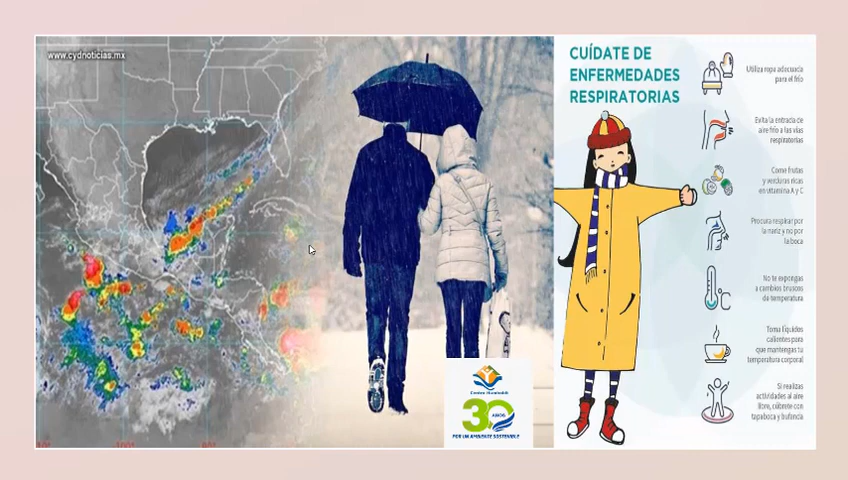 www.cydnoticias.mx
CUÍDATE DE
ENFERMEDADES
RESPIRATORIAS
Utiliza ropa adecuada
para el frío
Evita la entrada de
aire frío a las vías
respiratorias
Come frutas
y verduras ricas
en vitamina A y C
Procura respirar por
la nariz y no por
la boca
No te expongas
a cambios bruscos
de temperatura
°C
Toma líquidos
calientes para
que mantengas tu
temperatura corporal
Si realizas
actividades al aire
libre, cúbrete con
tapaboca y bufanda
30
AÑOS
POR UN AMBIENTE SOSTENIBLE